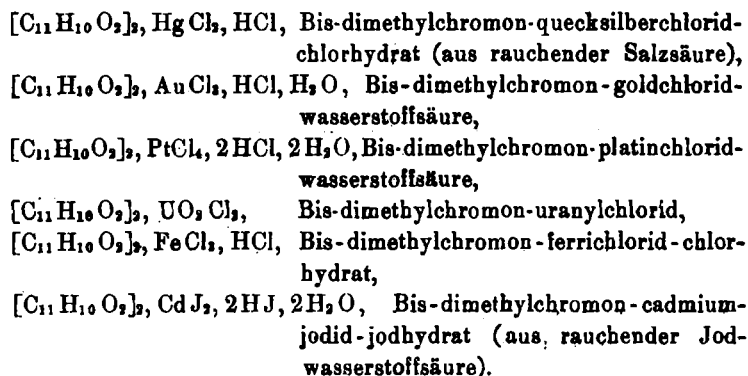 [C₁₁H₁₀O₂]₂, HgCl₂, HCl, Bis-dimethylchromon-quecksilberchlorid-
chlorhydrat (aus rauchender Salzsäure),
[C₁₁H₁₀O₂]₂, AuCl₃, HCl, H₂O, Bis-dimethylchromon-goldchlorid-
wasserstoffsäure,
[C₁₁H₁₀O₂]₂, PtCl₄, 2HCl, 2H₂O, Bis-dimethylchromon-platinchlorid-
wasserstoffsäure,
[C₁₁H₁₀O₂]₂, UO₂Cl₂, Bis-dimethylchromon-uranylchlorid,
[C₁₁H₁₀O₂]₂, FeCl₃, HCl, Bis-dimethylchromon-ferrichlorid-chlor-
hydrat,
[C₁₁H₁₀O₂]₂, CdJ₂, 2HJ, 2H₂O, Bis-dimethylchromon-cadmium-
jodid-jodhydrat (aus rauchender Jod-
wasserstoffsäure).